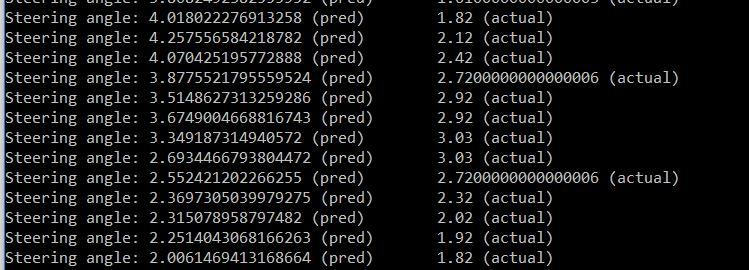 Steering angle: 4.018022276913258 (pred) 1.82 (actual)
Steering angle: 4.257556584218782 (pred) 2.12 (actual)
Steering angle: 4.070425195772888 (pred) 2.42 (actual)
Steering angle: 3.8775521795559524 (pred) 2.7200000000000006 (actual)
Steering angle: 3.5148627313259286 (pred) 2.92 (actual)
Steering angle: 3.6749004668816743 (pred) 2.92 (actual)
Steering angle: 3.349187314940572 (pred) 3.03 (actual)
Steering angle: 2.6934466793804472 (pred) 3.03 (actual)
Steering angle: 2.552421202266255 (pred) 2.7200000000000006 (actual)
Steering angle: 2.3697305039979275 (pred) 2.32 (actual)
Steering angle: 2.315078958797482 (pred) 2.02 (actual)
Steering angle: 2.2514043068166263 (pred) 1.92 (actual)
Steering angle: 2.0061469413168664 (pred) 1.82 (actual)